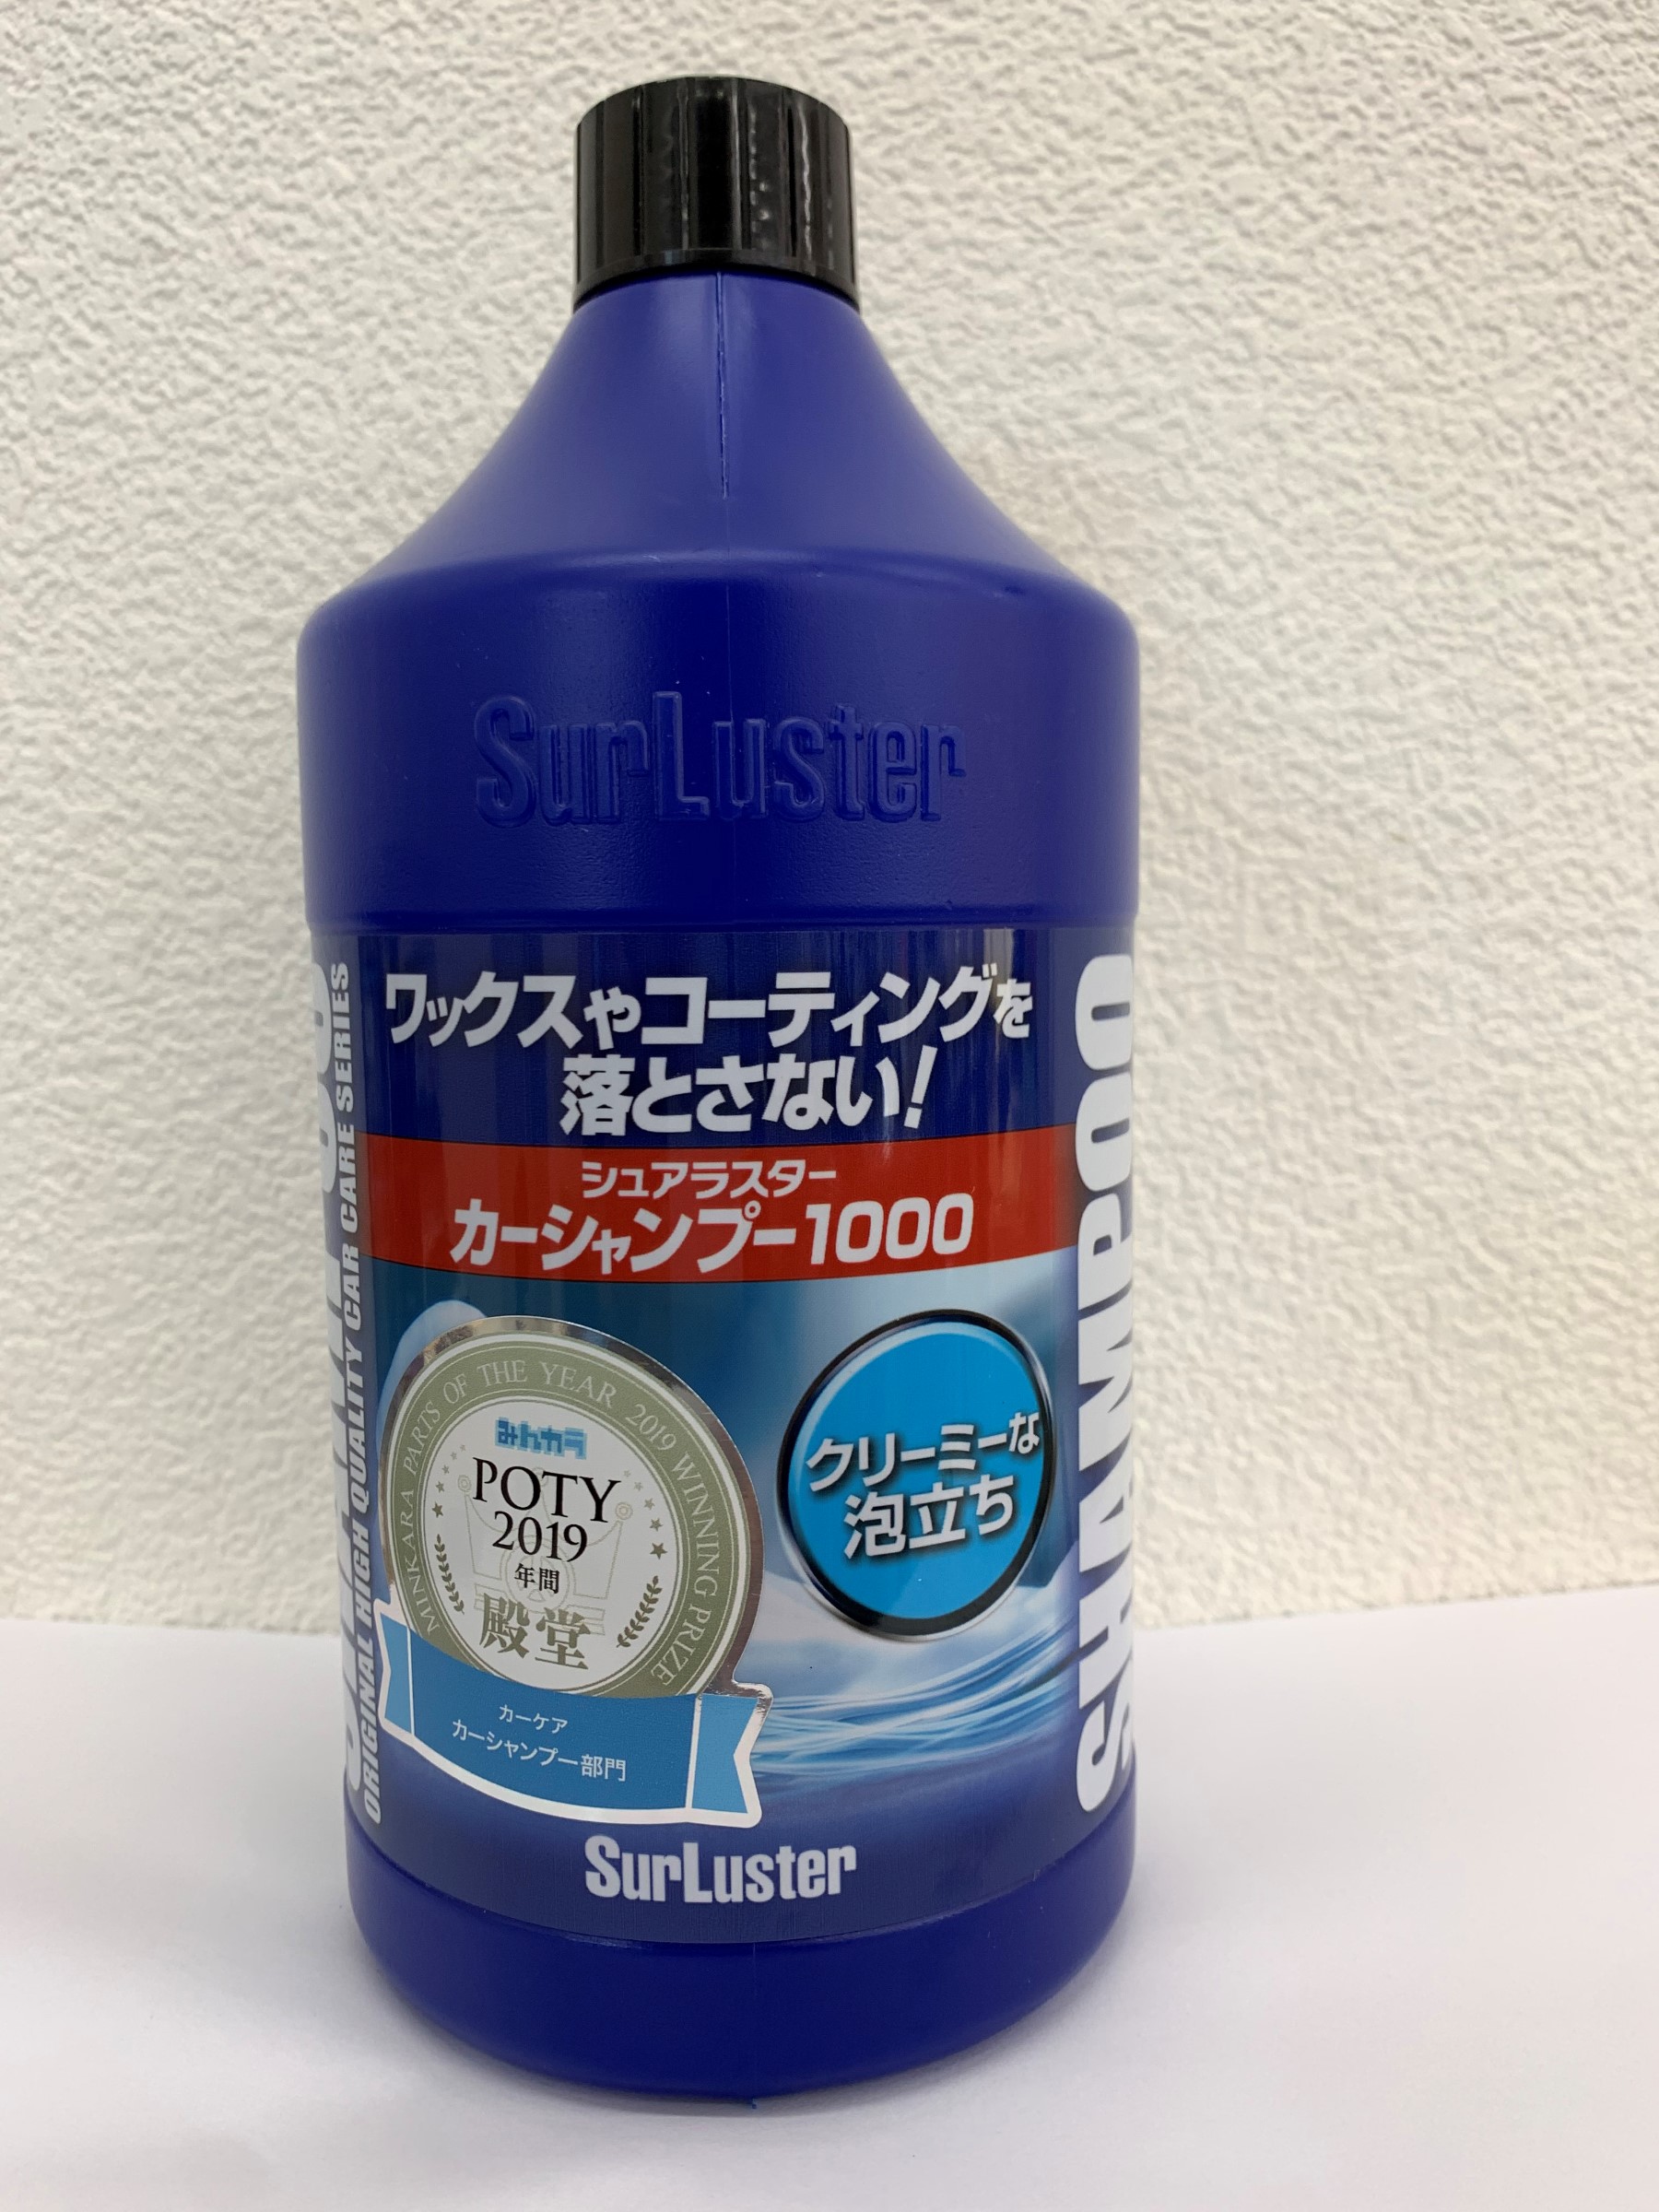 SurLuster
ワックスやコーティングを
落とさない!
シュアラスター
カーシャンプー1000
MINKARA PARTS OF THE YEAR 2019 WINNING PRIZE
みんカラ
POTY
2019
年間
殿堂
カーケア
カーシャンプー部門
クリーミーな
泡立ち
SurLuster
ORIGINAL HIGH QUALITY CAR CARE SERIES
SHAMPOO